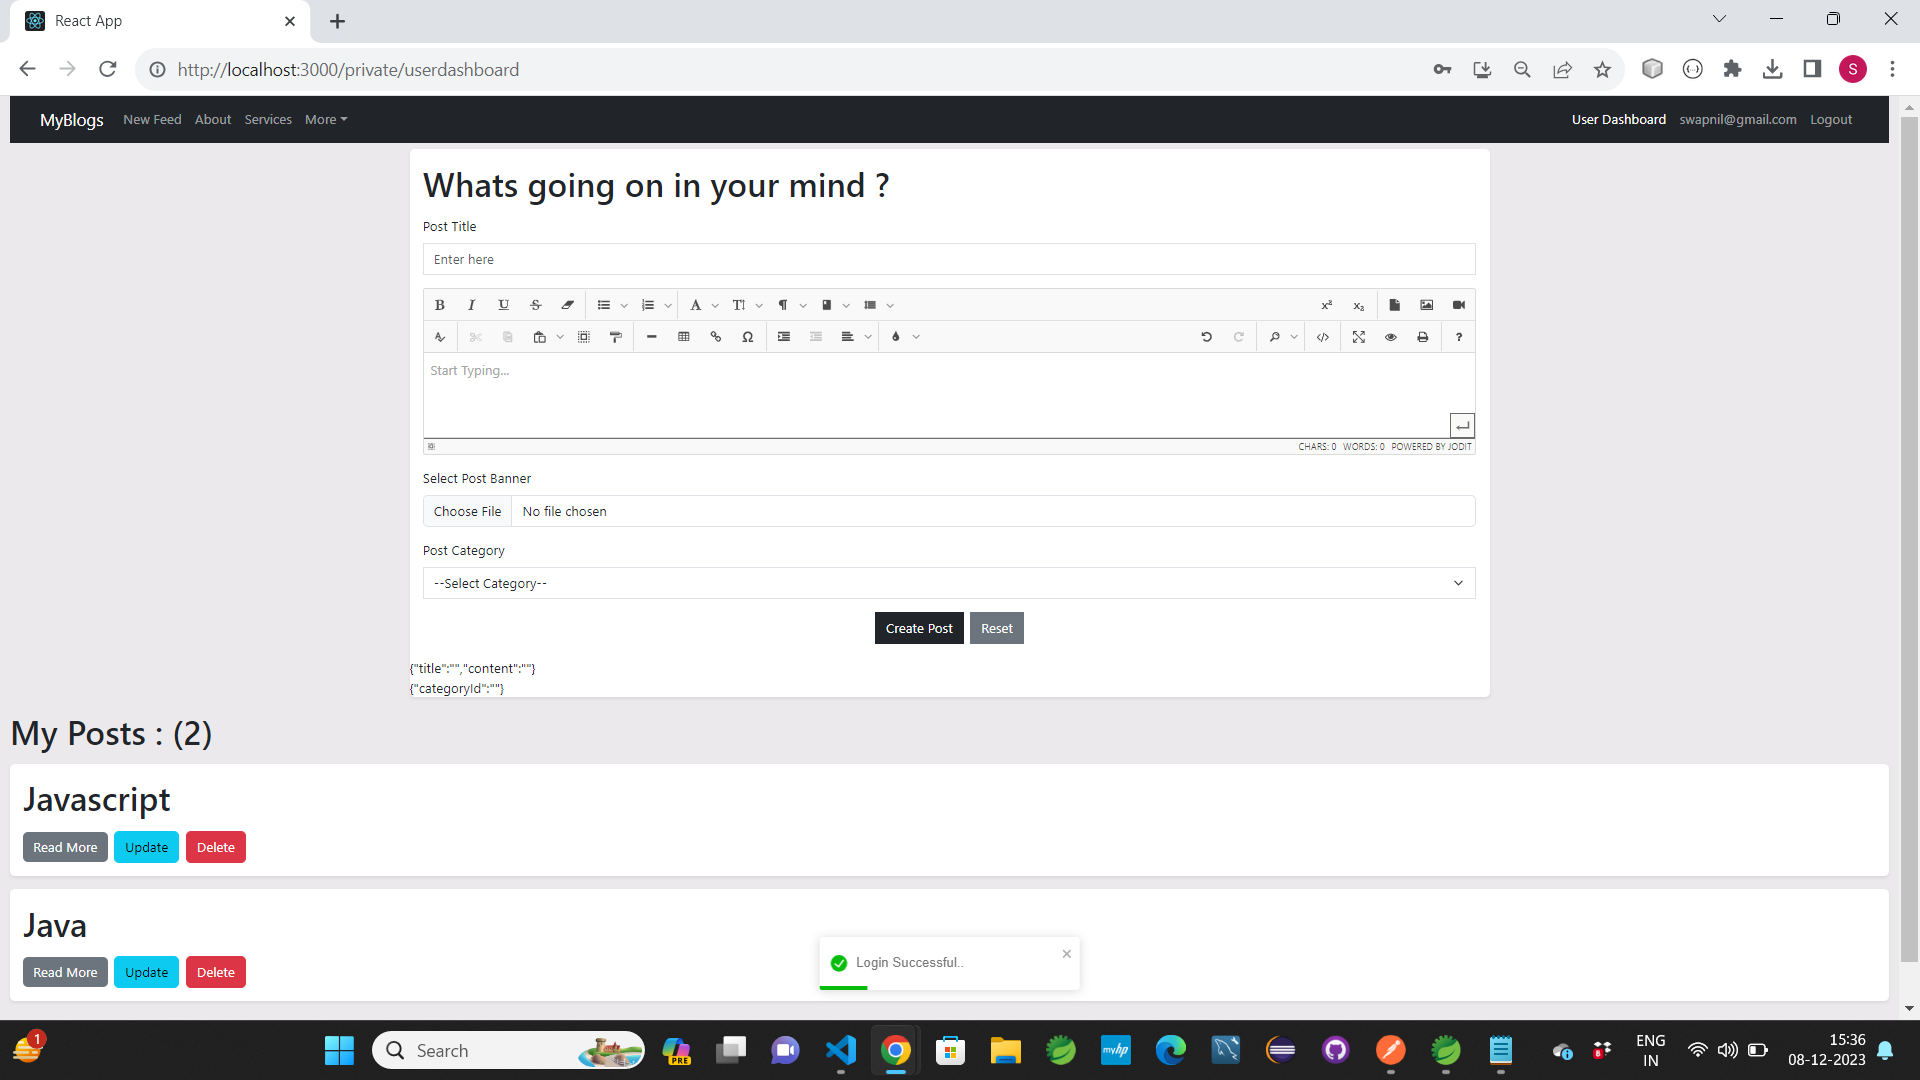 React App
http://localhost:3000/private/userdashboard
S
MyBlogs New Feed About Services More User Dashboard swapnil@gmail.com Logout
Whats going on in your mind ?
Post Title
Enter here
Start Typing...
CHARS: 0 WORDS: 0 POWERED BY JODIT
Select Post Banner
Choose File No file chosen
Post Category
--Select Category--
Create Post Reset
{"title":"","content":""}
{"categoryId":""}
My Posts : (2)
Javascript
Read More Update Delete
Java
Read More Update Delete
Login Successful..
1
Search
PRE
myhp
8
ENG
IN
15:36
08-12-2023